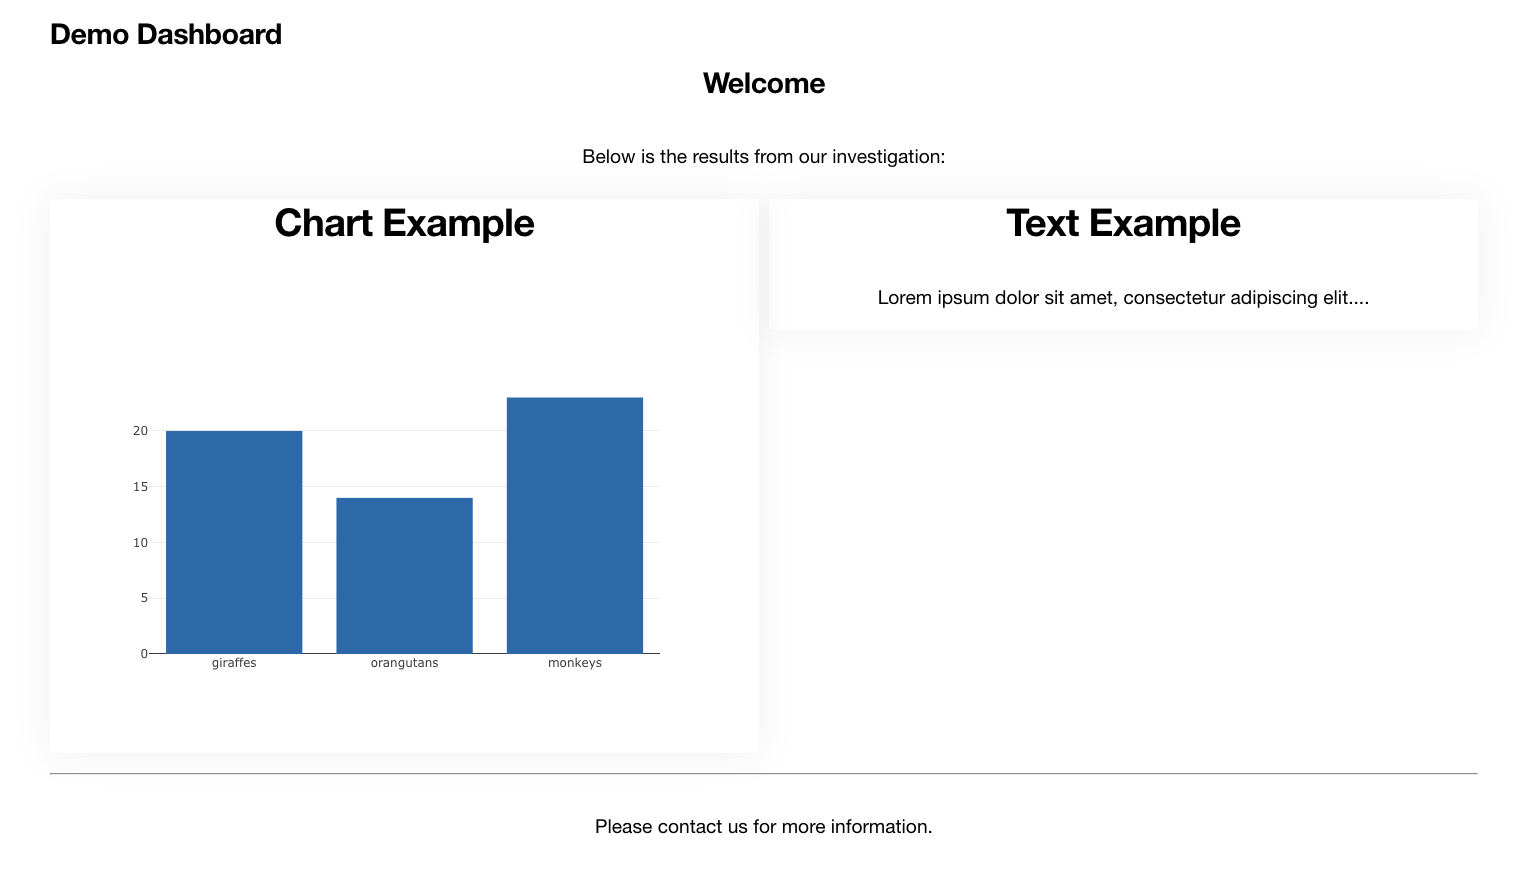 Demo Dashboard
Welcome
Below is the results from our investigation:
Chart Example
20
15
10
5
0
giraffes orangutans monkeys
Text Example
Lorem ipsum dolor sit amet, consectetur adipiscing elit....
Please contact us for more information.